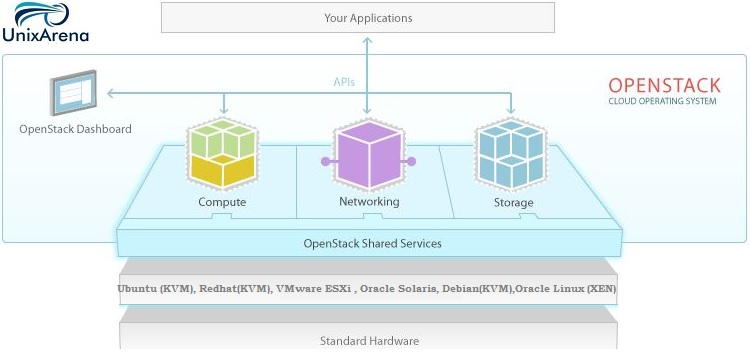 UnixArena
Your Applications
APIs
OPENSTACK
CLOUD OPERATING SYSTEM
OpenStack Dashboard
Compute
Networking
Storage
OpenStack Shared Services
Ubuntu (KVM), Redhat(KVM), VMware ESXi , Oracle Solaris, Debian(KVM),Oracle Linux (XEN)
Standard Hardware